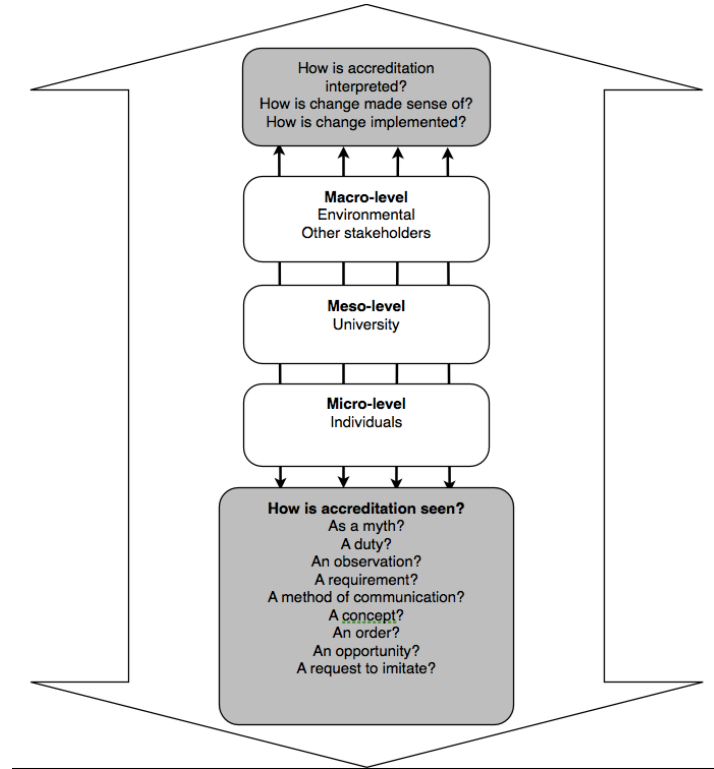 How is accreditation
interpreted?
How is change made sense of?
How is change implemented?
Macro-level
Environmental
Other stakeholders
Meso-level
University
Micro-level
Individuals
How is accreditation seen?
As a myth?
A duty?
An observation?
A requirement?
A method of communication?
A concept?
An order?
An opportunity?
A request to imitate?